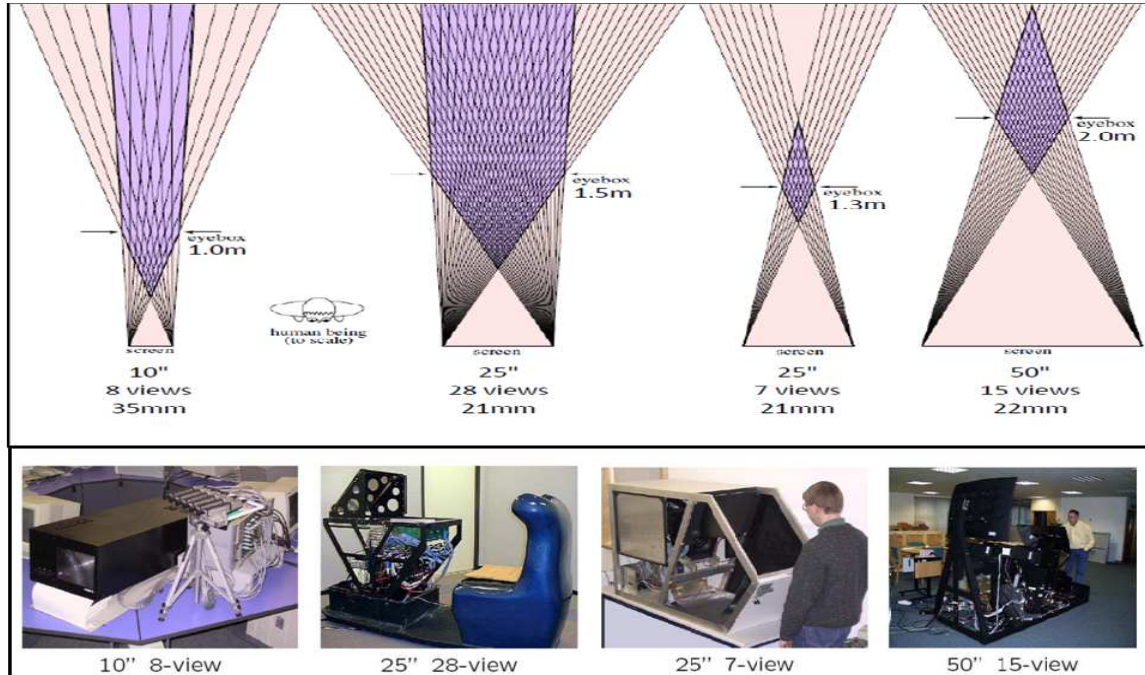 eyebox
1.0m
eyebox
1.5m
eyebox
1.3m
eyebox
2.0m
human being
(to scale)
screen
10"
8 views
35mm
screen
25"
28 views
21mm
screen
25"
7 views
21mm
screen
50"
15 views
22mm
10” 8-view
25” 28-view
25” 7-view
50” 15-view